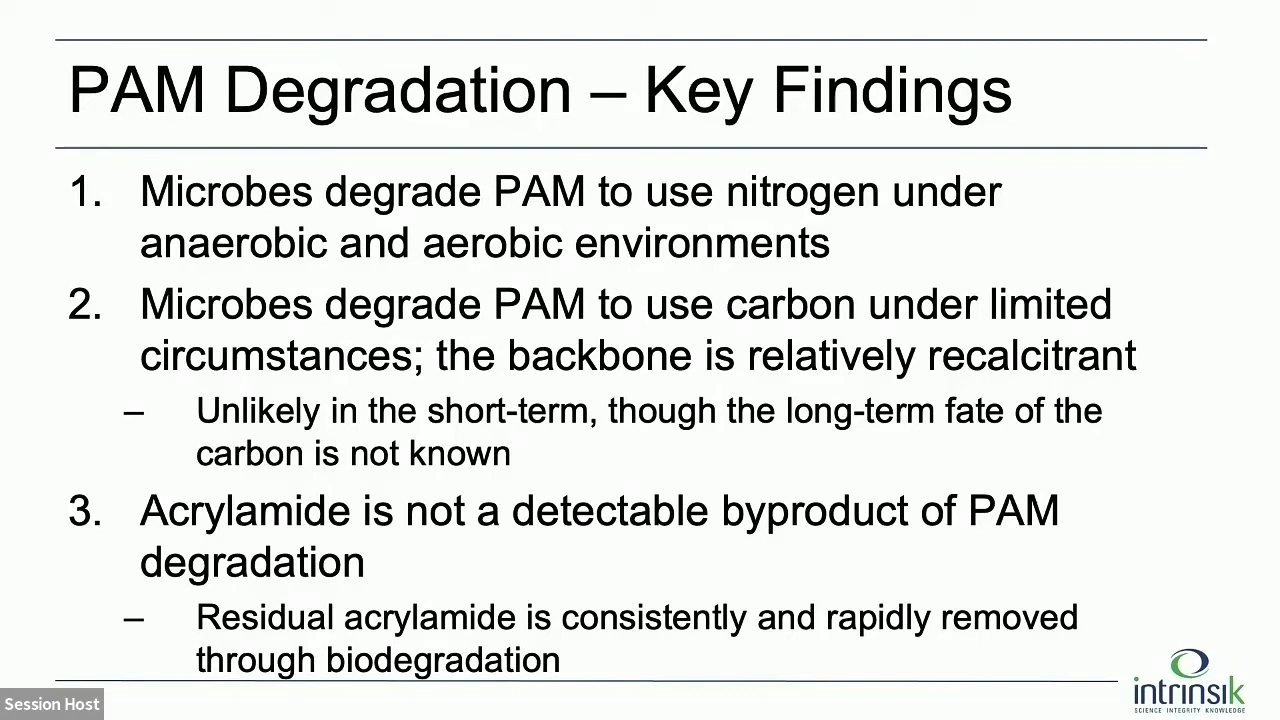 PAM Degradation – Key Findings
1. Microbes degrade PAM to use nitrogen under
anaerobic and aerobic environments
2. Microbes degrade PAM to use carbon under limited
circumstances; the backbone is relatively recalcitrant
– Unlikely in the short-term, though the long-term fate of the
carbon is not known
3. Acrylamide is not a detectable byproduct of PAM
degradation
– Residual acrylamide is consistently and rapidly removed
through biodegradation
intrinsik
SCIENCE INTEGRITY KNOWLEDGE
Session Host